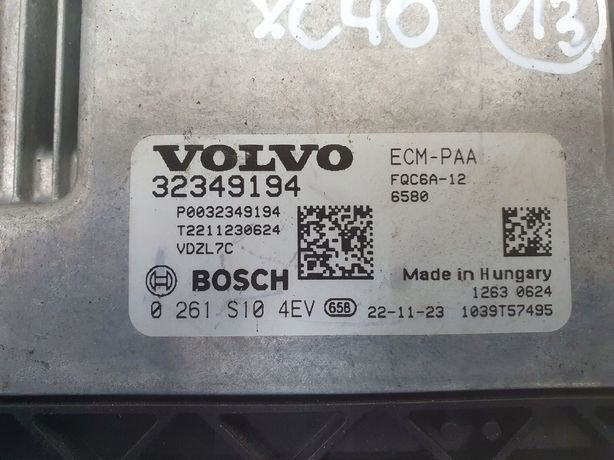 XC40 13
VOLVO
32349194
P0032349194
T2211230624
VDZL7C
BOSCH
0 261 S10 4EV 658
ECM-PAA
FQC6A-12
6580
Made in Hungary
1263 0624
22-11-23 1039T57495